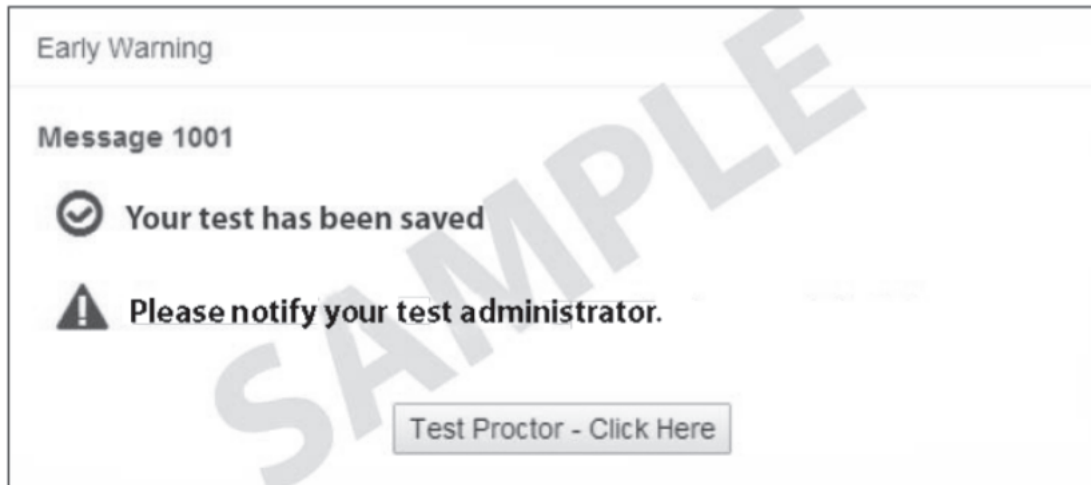 Early Warning
Message 1001
Your test has been saved
Please notify your test administrator.
SAMPLE
Test Proctor - Click Here